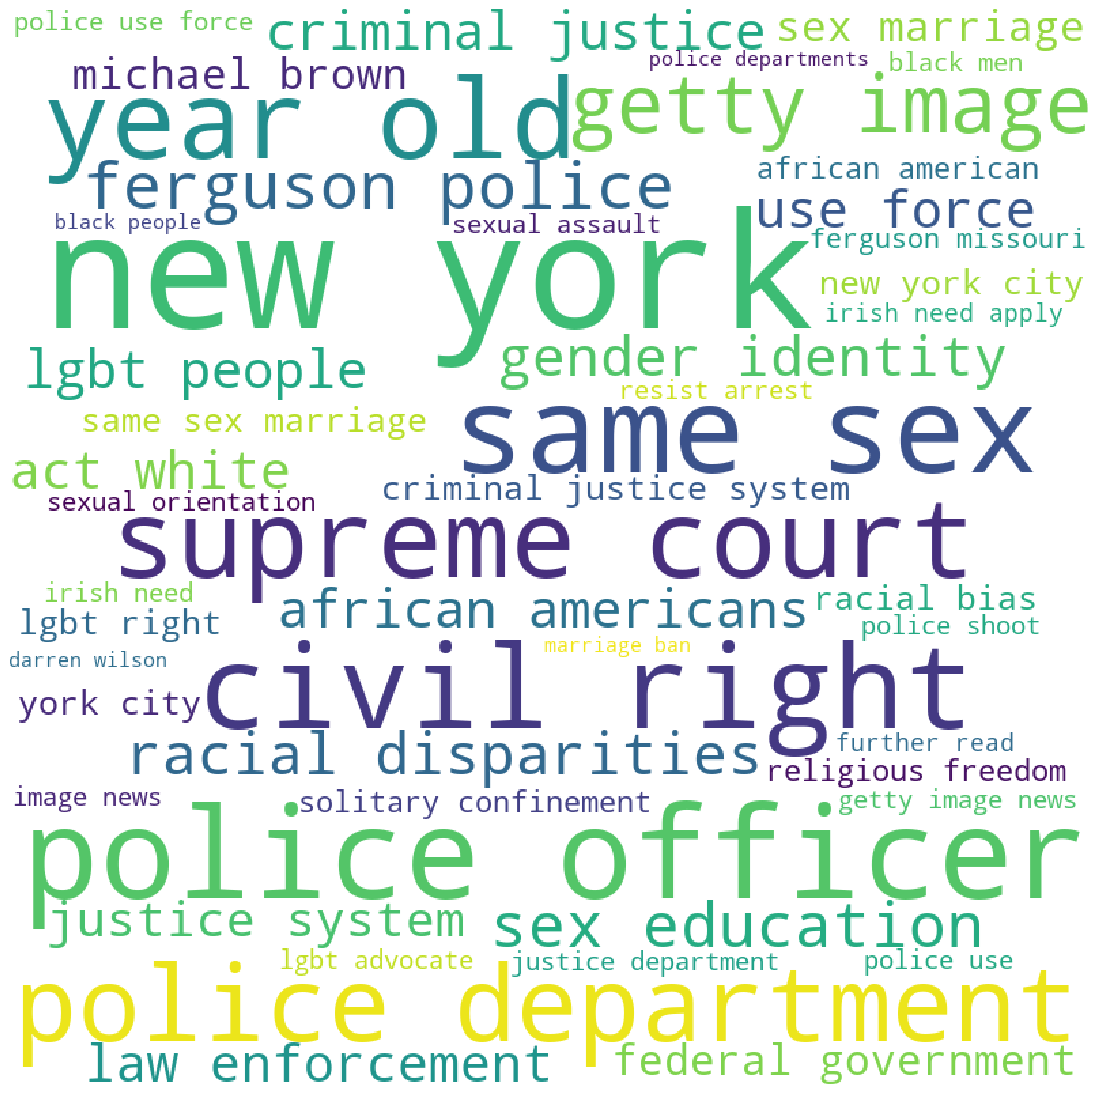 police use force
criminal justice
sex marriage
michael brown
police departments
black men
year old
getty image
ferguson police
african american
use force
black people
sexual assault
new york
ferguson missouri
new york city
irish need apply
lgbt people
gender identity
resist arrest
same sex marriage
same sex
act white
criminal justice system
sexual orientation
supreme court
irish need
african americans
racial bias
lgbt right
police shoot
marriage ban
darren wilson
civil right
york city
racial disparities
further read
religious freedom
image news
solitary confinement
getty image news
police officer
justice system
sex education
lgbt advocate
justice department
police use
police department
law enforcement
federal government